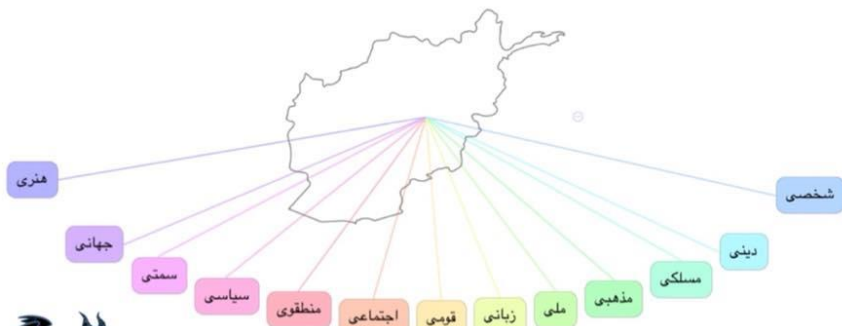 شخصی
دینی
مسلکی
مذهبی
ملی
زبانی
قومی
اجتماعی
منطقوی
سیاسی
سمتی
جهانی
هنری